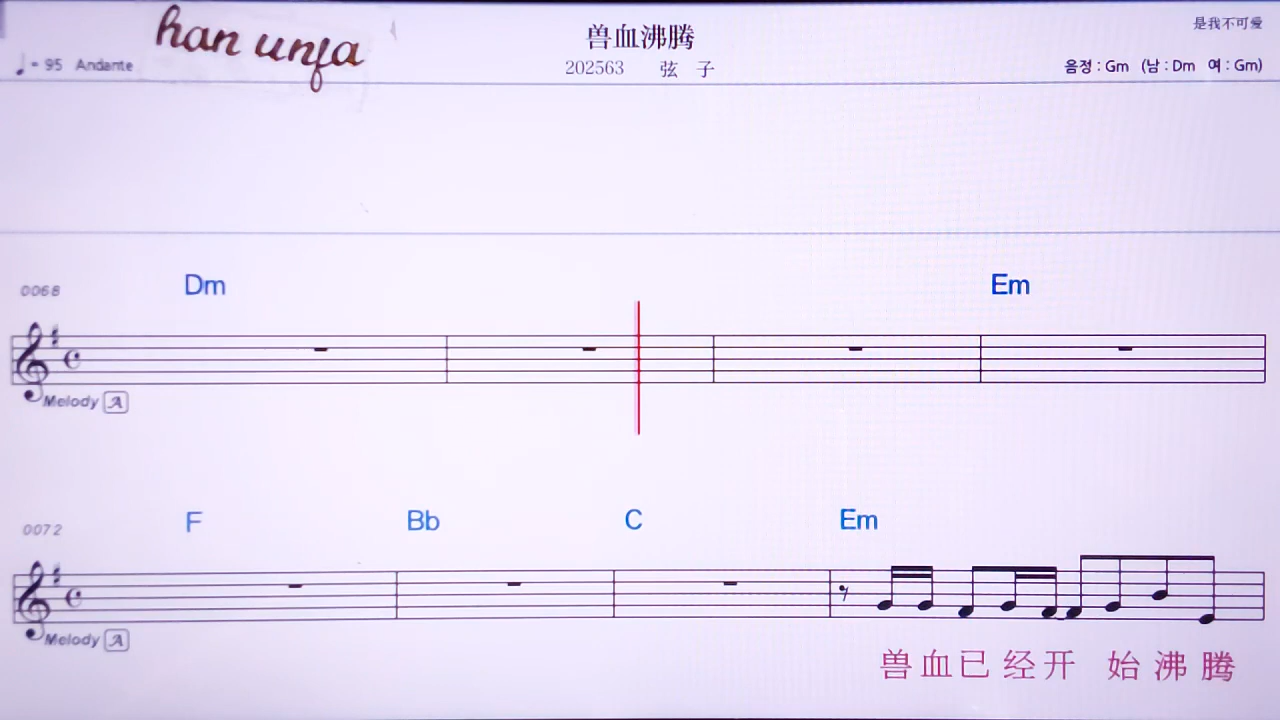 han unfa
兽血沸腾
是我不可爱
♩= 95 Andante
202563 弦 子
음정 : Gm (남 : Dm 여 : Gm)
0068 Dm Em
Melody A
0072 F Bb C Em
Melody A
兽血已经开 始沸腾